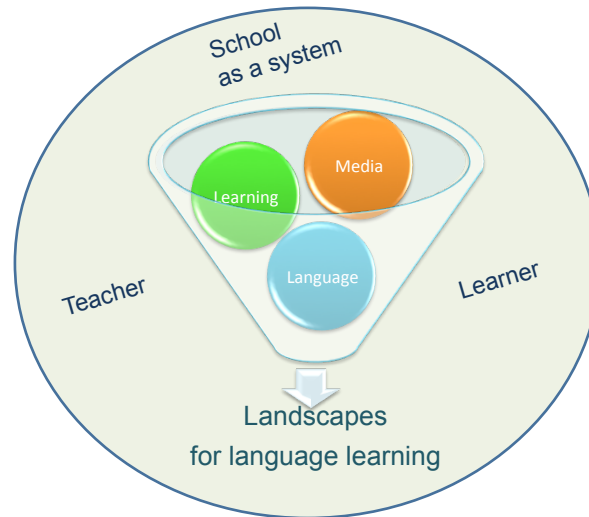 School
as a system
Media
Learning
Language
Teacher
Learner
Landscapes
for language learning